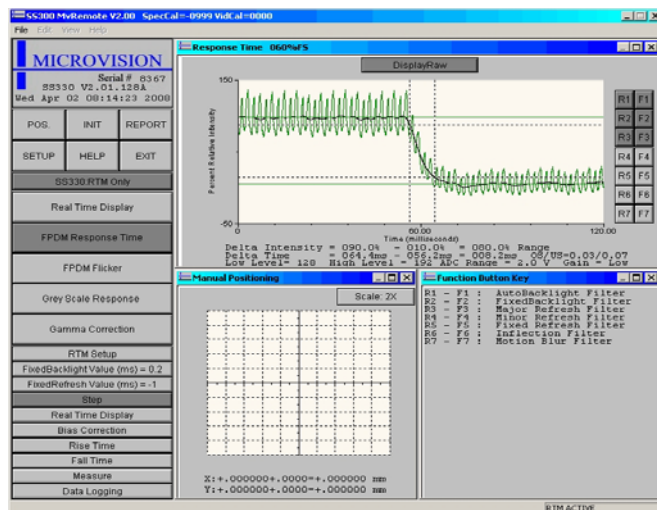 SS300 MvRemote V2.00 SpecCal=-0999 VidCal=0000
File Edit View Help
MICROVISION
Serial # 8367
SS330 V2.01.128A
Wed Apr 02 08:14:23 2008
POS. INIT REPORT
SETUP HELP EXIT
SS330:RTM Only
Real Time Display
FPDM Response Time
FPDM Flicker
Grey Scale Response
Gamma Correction
RTM Setup
FixedBacklight Value (ms) = 0.2
FixedRefresh Value (ms) = -1
Step
Real Time Display
Bias Correction
Rise Time
Fall Time
Measure
Data Logging
Response Time 060%FS
DisplayRaw
150
Percent Relative Intensity
-50
0 60.00 120.00
Time (milliseconds)
Delta Intensity = 090.0% - 010.0% = 080.0% Range
Delta Time = 064.4ms - 056.2ms = 008.2ms OS/US=0.03/0.07
Low Level= 128 High Level = 192 ADC Range = 2.0 V Gain = Low
R1 F1
R2 F2
R3 F3
R4 F4
R5 F5
R6 F6
R7 F7
Manual Positioning
Scale: 2X
X:+.000000+.0000=+.000000 mm
Y:+.000000+.0000=+.000000 mm
Function Button Key
R1 - F1 : AutoBacklight Filter
R2 - F2 : FixedBacklight Filter
R3 - F3 : Major Refresh Filter
R4 - F4 : Minor Refresh Filter
R5 - F5 : Fixed Refresh Filter
R6 - F6 : Inflection Filter
R7 - F7 : Motion Blur Filter
RTM ACTIVE